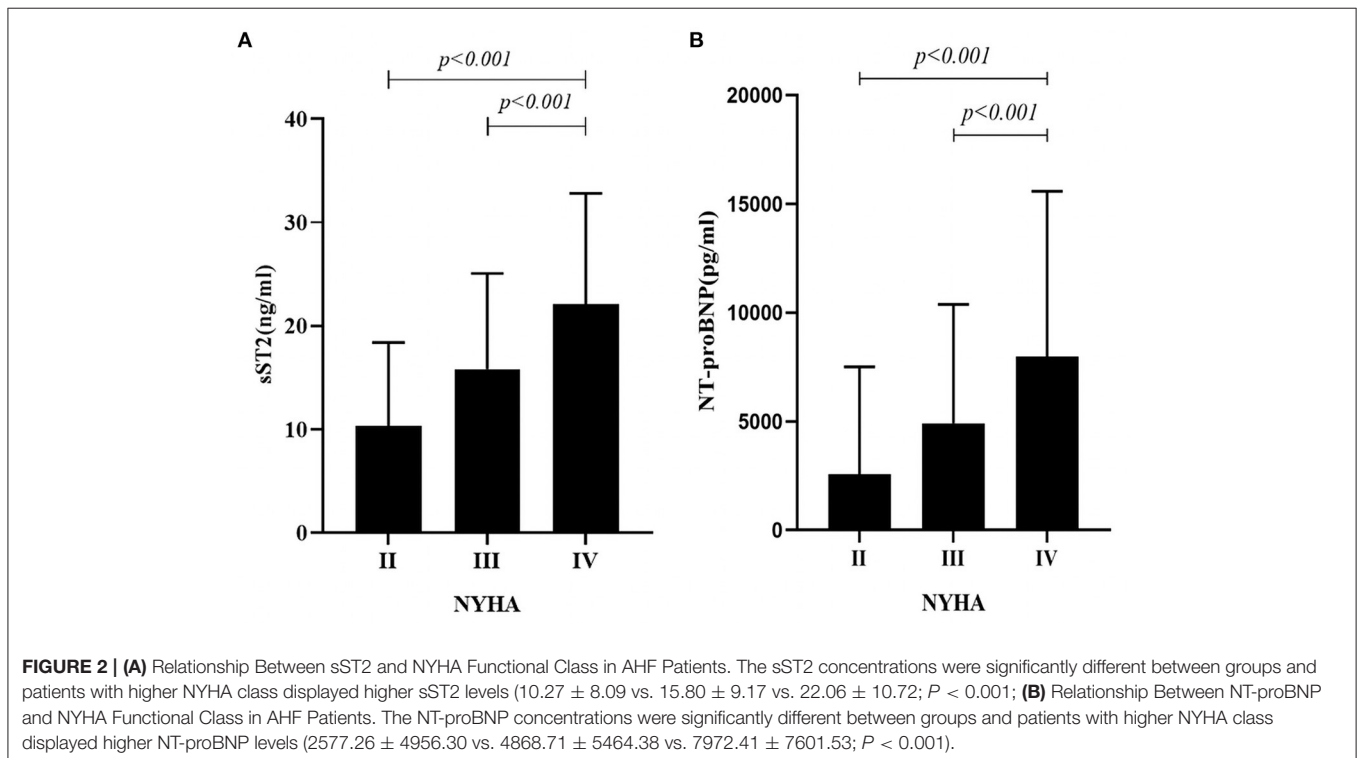 A
p<0.001
p<0.001
40
30
20
10
0
sST2(ng/ml)
II III IV
NYHA
B
p<0.001
p<0.001
20000
15000
10000
5000
0
NT-proBNP(pg/ml)
II III IV
NYHA
FIGURE 2 | (A) Relationship Between sST2 and NYHA Functional Class in AHF Patients. The sST2 concentrations were significantly different between groups and
patients with higher NYHA class displayed higher sST2 levels (10.27 ± 8.09 vs. 15.80 ± 9.17 vs. 22.06 ± 10.72; P < 0.001; (B) Relationship Between NT-proBNP
and NYHA Functional Class in AHF Patients. The NT-proBNP concentrations were significantly different between groups and patients with higher NYHA class
displayed higher NT-proBNP levels (2577.26 ± 4956.30 vs. 4868.71 ± 5464.38 vs. 7972.41 ± 7601.53; P < 0.001).